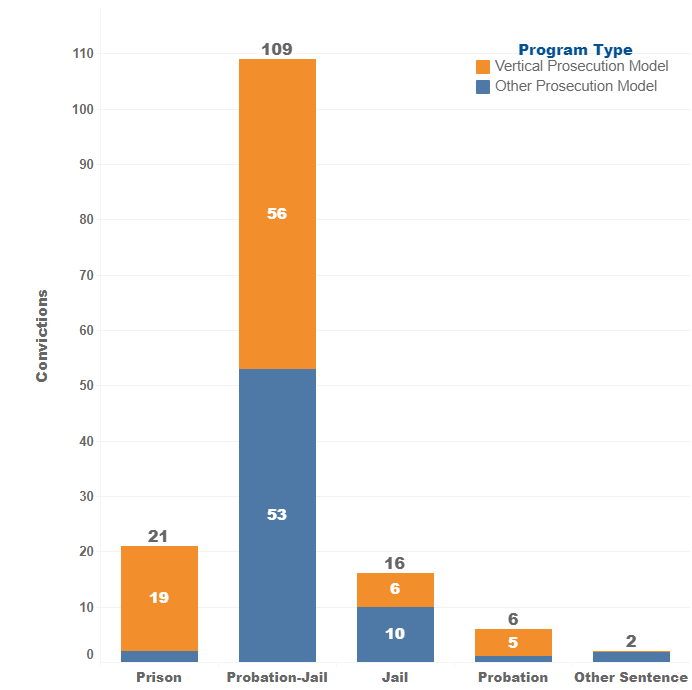 Program Type
Vertical Prosecution Model
Other Prosecution Model
Convictions
110
100
90
80
70
60
50
40
30
20
10
0
21
19
109
56
53
16
6
10
6
5
2
Prison
Probation-Jail
Jail
Probation
Other Sentence